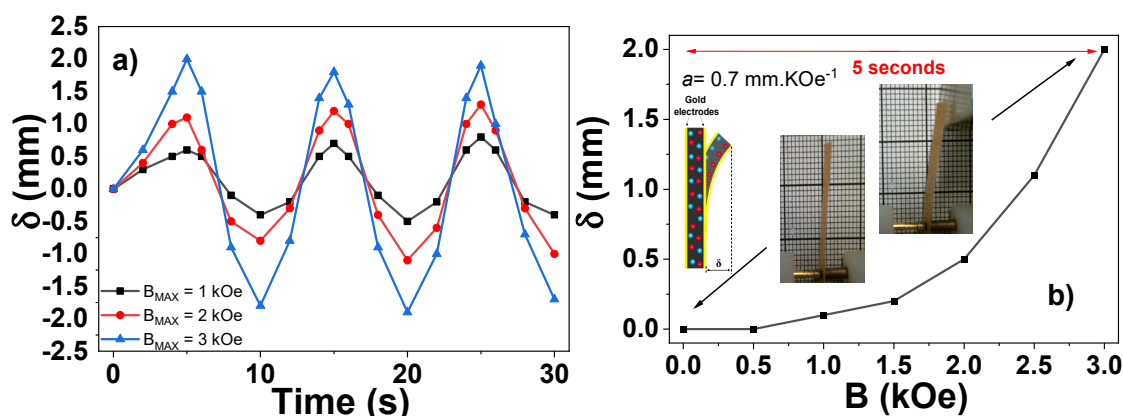 a)
2.5
2.0
1.5
1.0
0.5
0.0
-0.5
-1.0
-1.5
-2.0
-2.5
δ (mm)
B_MAX = 1 kOe
B_MAX = 2 kOe
B_MAX = 3 kOe
0 10 20 30
Time (s)
2.0
1.5
1.0
0.5
0.0
δ (mm)
5 seconds
a= 0.7 mm.KOe⁻¹
Gold
electrodes
δ
b)
0.0 0.5 1.0 1.5 2.0 2.5 3.0
B (kOe)